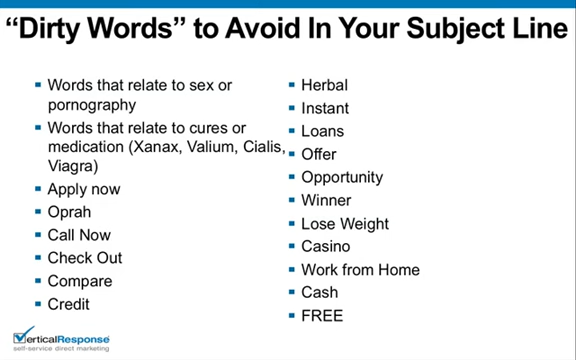 “Dirty Words” to Avoid In Your Subject Line
Words that relate to sex or
pornography
Words that relate to cures or
medication (Xanax, Valium, Cialis,
Viagra)
Apply now
Oprah
Call Now
Check Out
Compare
Credit
Herbal
Instant
Loans
Offer
Opportunity
Winner
Lose Weight
Casino
Work from Home
Cash
FREE
VerticalResponse
self-service direct marketing